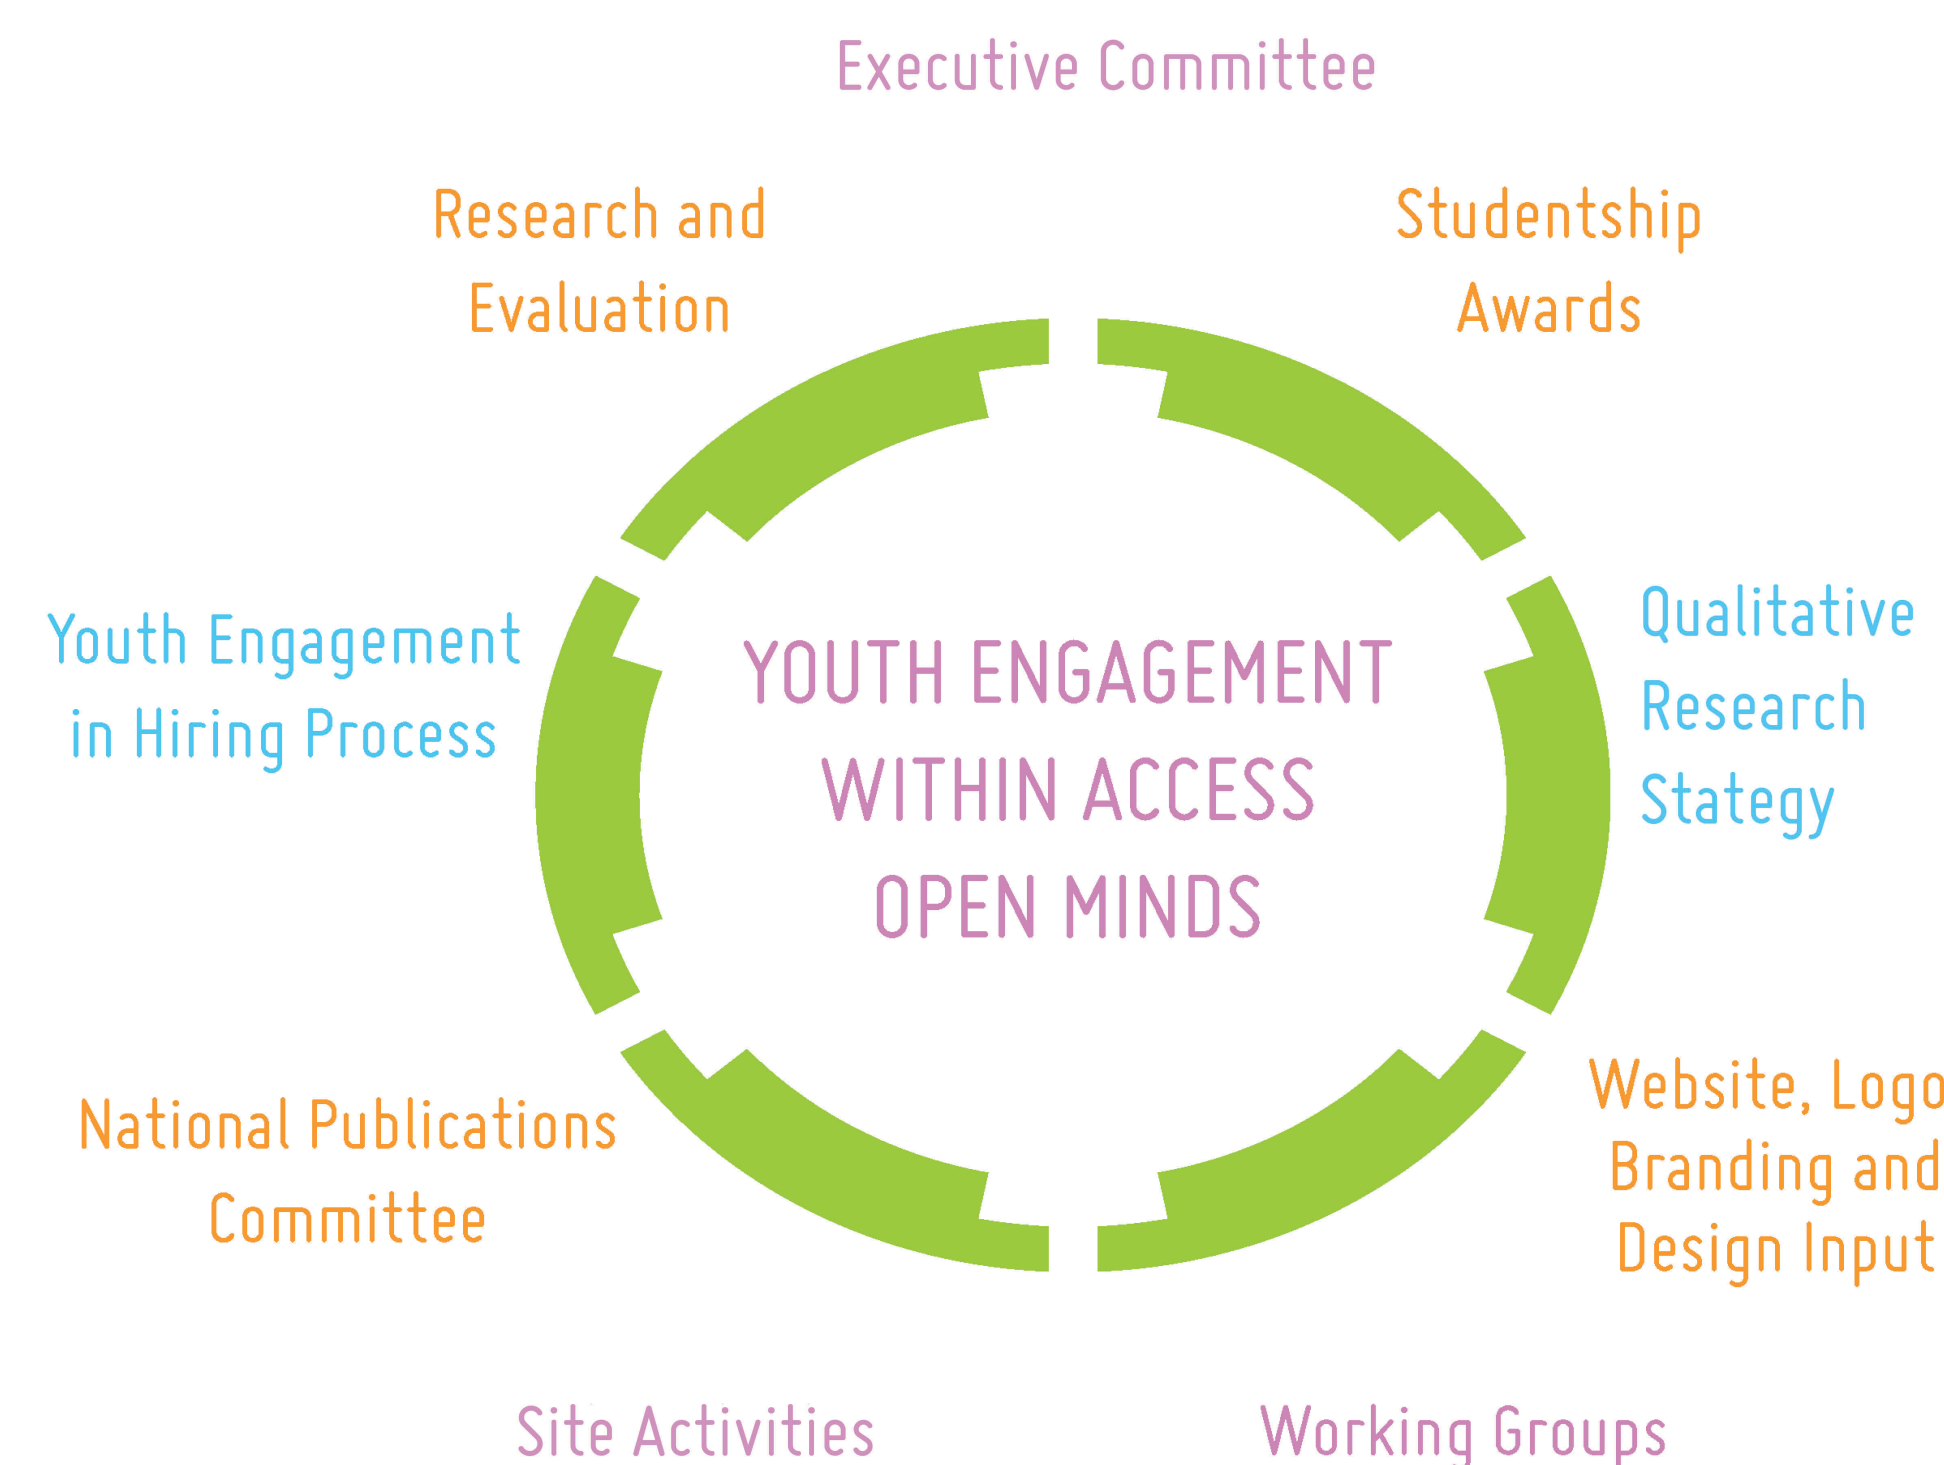 Executive Committee
Research and
Evaluation
Studentship
Awards
Youth Engagement
in Hiring Process
YOUTH ENGAGEMENT
WITHIN ACCESS
OPEN MINDS
Qualitative
Research
Stategy
National Publications
Committee
Website, Logo
Branding and
Design Input
Site Activities
Working Groups